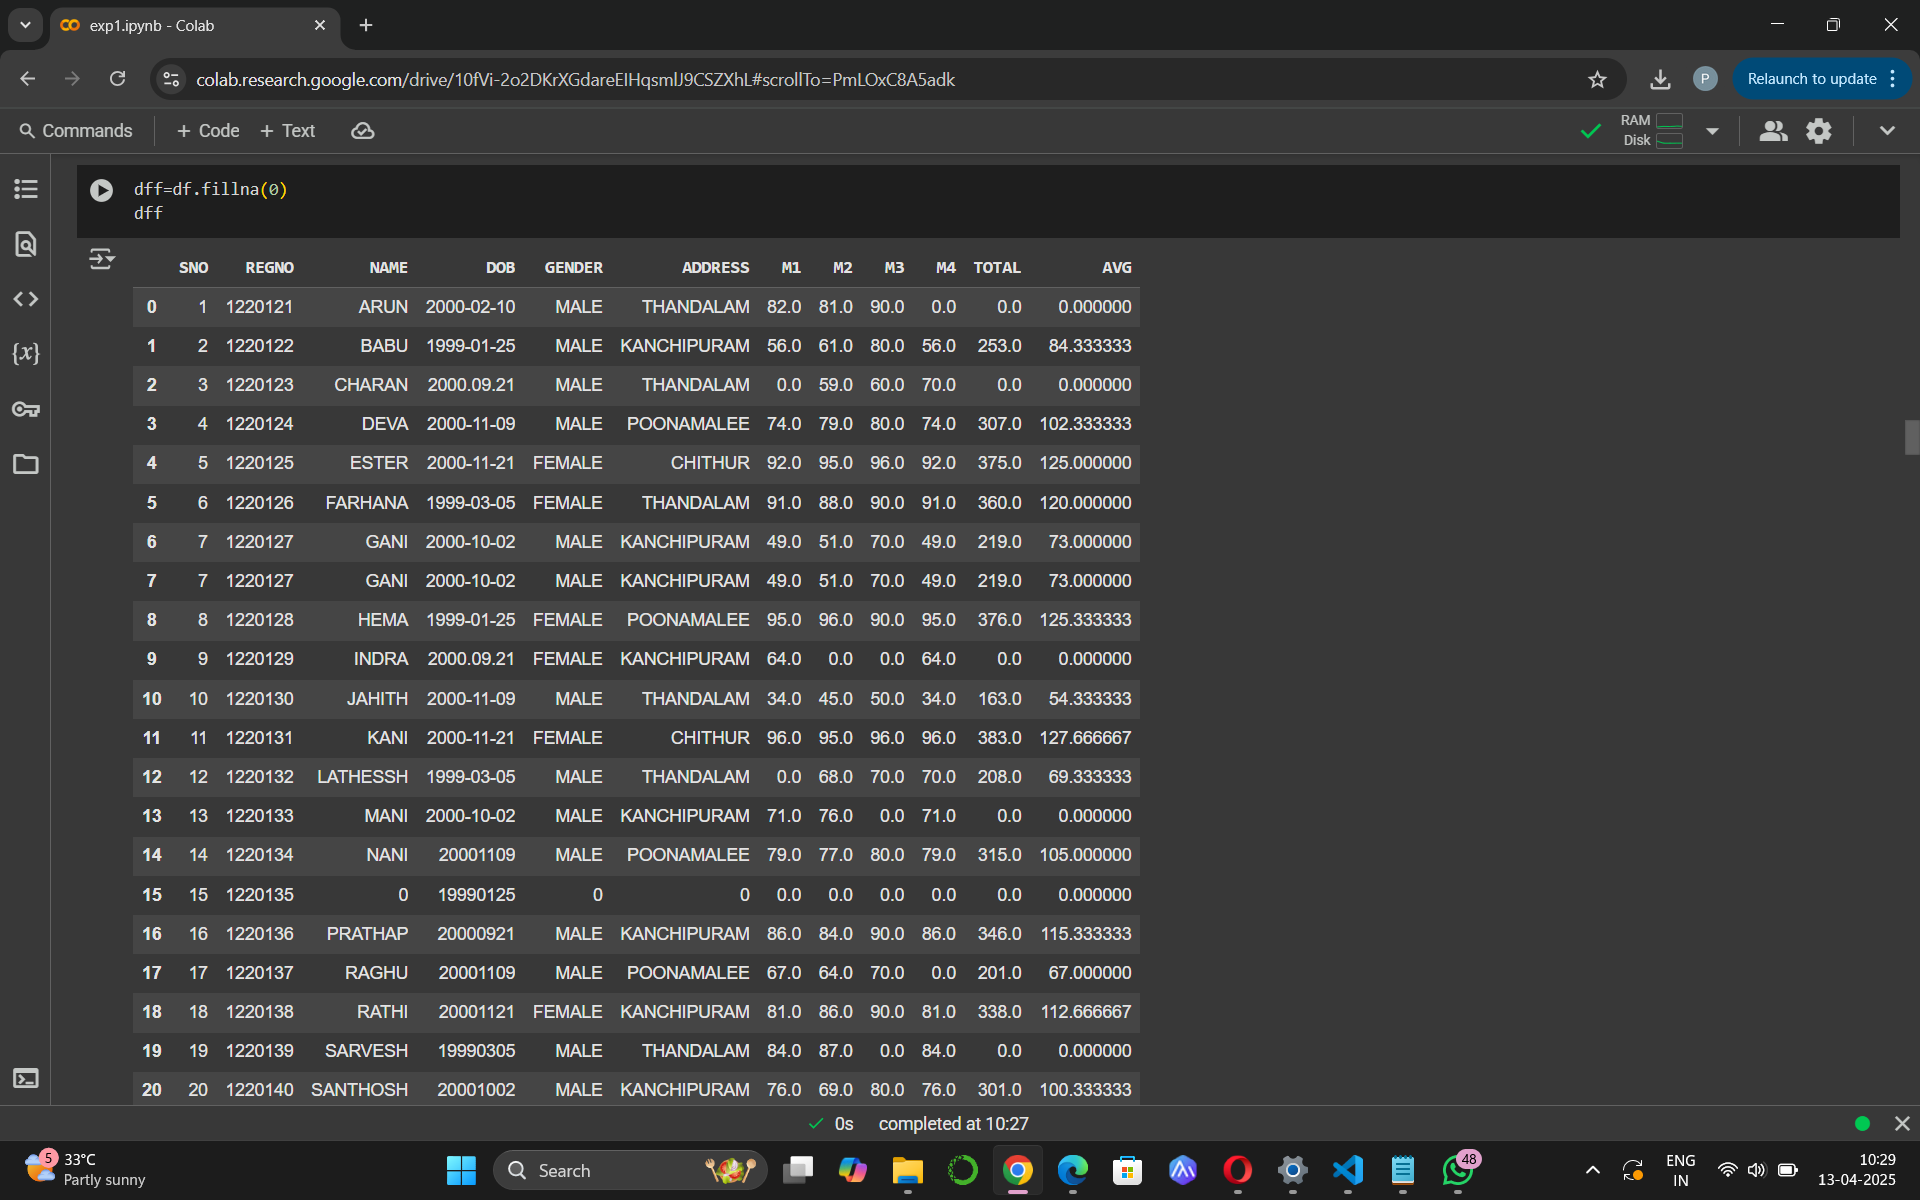 exp1.ipynb - Colab
colab.research.google.com/drive/10fVi-2o2DKrXGdareEIHqsmlJ9CSZXhL#scrollTo=PmLOxC8A5adk
P
Relaunch to update
Commands + Code + Text
RAM
Disk
dff=df.fillna(0)
dff
SNO REGNO NAME DOB GENDER ADDRESS M1 M2 M3 M4 TOTAL AVG
0 1 1220121 ARUN 2000-02-10 MALE THANDALAM 82.0 81.0 90.0 0.0 0.0 0.000000
1 2 1220122 BABU 1999-01-25 MALE KANCHIPURAM 56.0 61.0 80.0 56.0 253.0 84.333333
2 3 1220123 CHARAN 2000.09.21 MALE THANDALAM 0.0 59.0 60.0 70.0 0.0 0.000000
3 4 1220124 DEVA 2000-11-09 MALE POONAMALEE 74.0 79.0 80.0 74.0 307.0 102.333333
4 5 1220125 ESTER 2000-11-21 FEMALE CHITHUR 92.0 95.0 96.0 92.0 375.0 125.000000
5 6 1220126 FARHANA 1999-03-05 FEMALE THANDALAM 91.0 88.0 90.0 91.0 360.0 120.000000
6 7 1220127 GANI 2000-10-02 MALE KANCHIPURAM 49.0 51.0 70.0 49.0 219.0 73.000000
7 7 1220127 GANI 2000-10-02 MALE KANCHIPURAM 49.0 51.0 70.0 49.0 219.0 73.000000
8 8 1220128 HEMA 1999-01-25 FEMALE POONAMALEE 95.0 96.0 90.0 95.0 376.0 125.333333
9 9 1220129 INDRA 2000.09.21 FEMALE KANCHIPURAM 64.0 0.0 0.0 64.0 0.0 0.000000
10 10 1220130 JAHITH 2000-11-09 MALE THANDALAM 34.0 45.0 50.0 34.0 163.0 54.333333
11 11 1220131 KANI 2000-11-21 FEMALE CHITHUR 96.0 95.0 96.0 96.0 383.0 127.666667
12 12 1220132 LATHESSH 1999-03-05 MALE THANDALAM 0.0 68.0 70.0 70.0 208.0 69.333333
13 13 1220133 MANI 2000-10-02 MALE KANCHIPURAM 71.0 76.0 0.0 71.0 0.0 0.000000
14 14 1220134 NANI 20001109 MALE POONAMALEE 79.0 77.0 80.0 79.0 315.0 105.000000
15 15 1220135 0 19990125 0 0 0.0 0.0 0.0 0.0 0.0 0.000000
16 16 1220136 PRATHAP 20000921 MALE KANCHIPURAM 86.0 84.0 90.0 86.0 346.0 115.333333
17 17 1220137 RAGHU 20001109 MALE POONAMALEE 67.0 64.0 70.0 0.0 201.0 67.000000
18 18 1220138 RATHI 20001121 FEMALE KANCHIPURAM 81.0 86.0 90.0 81.0 338.0 112.666667
19 19 1220139 SARVESH 19990305 MALE THANDALAM 84.0 87.0 0.0 84.0 0.0 0.000000
20 20 1220140 SANTHOSH 20001002 MALE KANCHIPURAM 76.0 69.0 80.0 76.0 301.0 100.333333
0s completed at 10:27
5
33°C
Partly sunny
Search
48
ENG
IN
10:29
13-04-2025